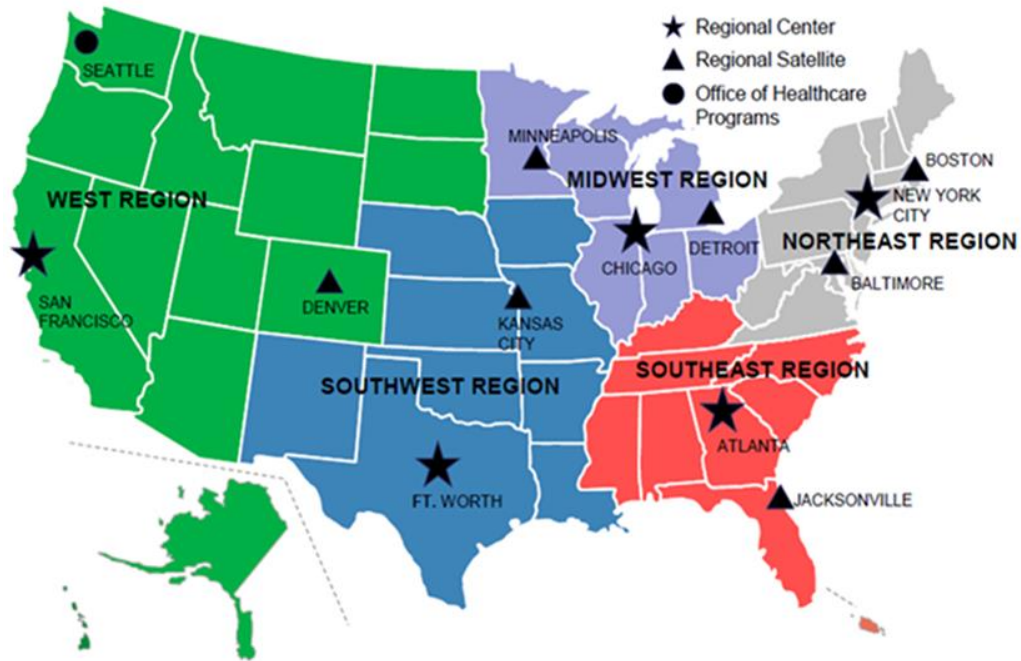 Regional Center
Regional Satellite
Office of Healthcare
Programs
SEATTLE
MINNEAPOLIS
BOSTON
MIDWEST REGION
WEST REGION
NEW YORK
CITY
DETROIT
NORTHEAST REGION
CHICAGO
BALTIMORE
SAN
FRANCISCO
DENVER
KANSAS
CITY
SOUTHWEST REGION
SOUTHEAST REGION
ATLANTA
FT. WORTH
JACKSONVILLE